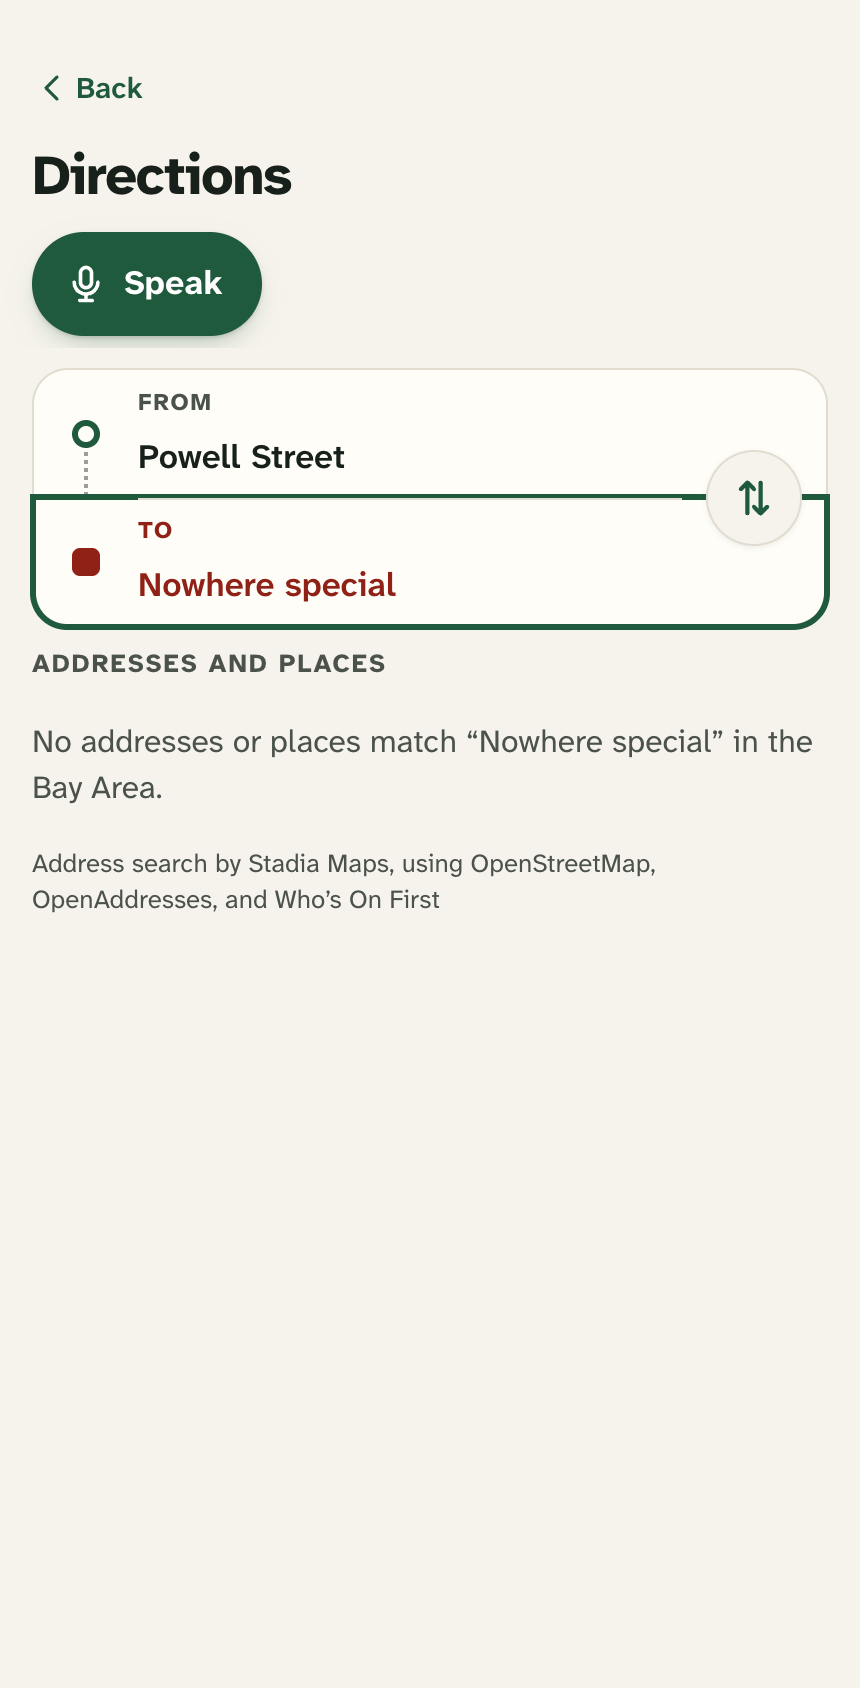 Back
Directions
Speak
FROM
Powell Street
TO
Nowhere special
ADDRESSES AND PLACES
No addresses or places match “Nowhere special” in the
Bay Area.
Address search by Stadia Maps, using OpenStreetMap,
OpenAddresses, and Who’s On First